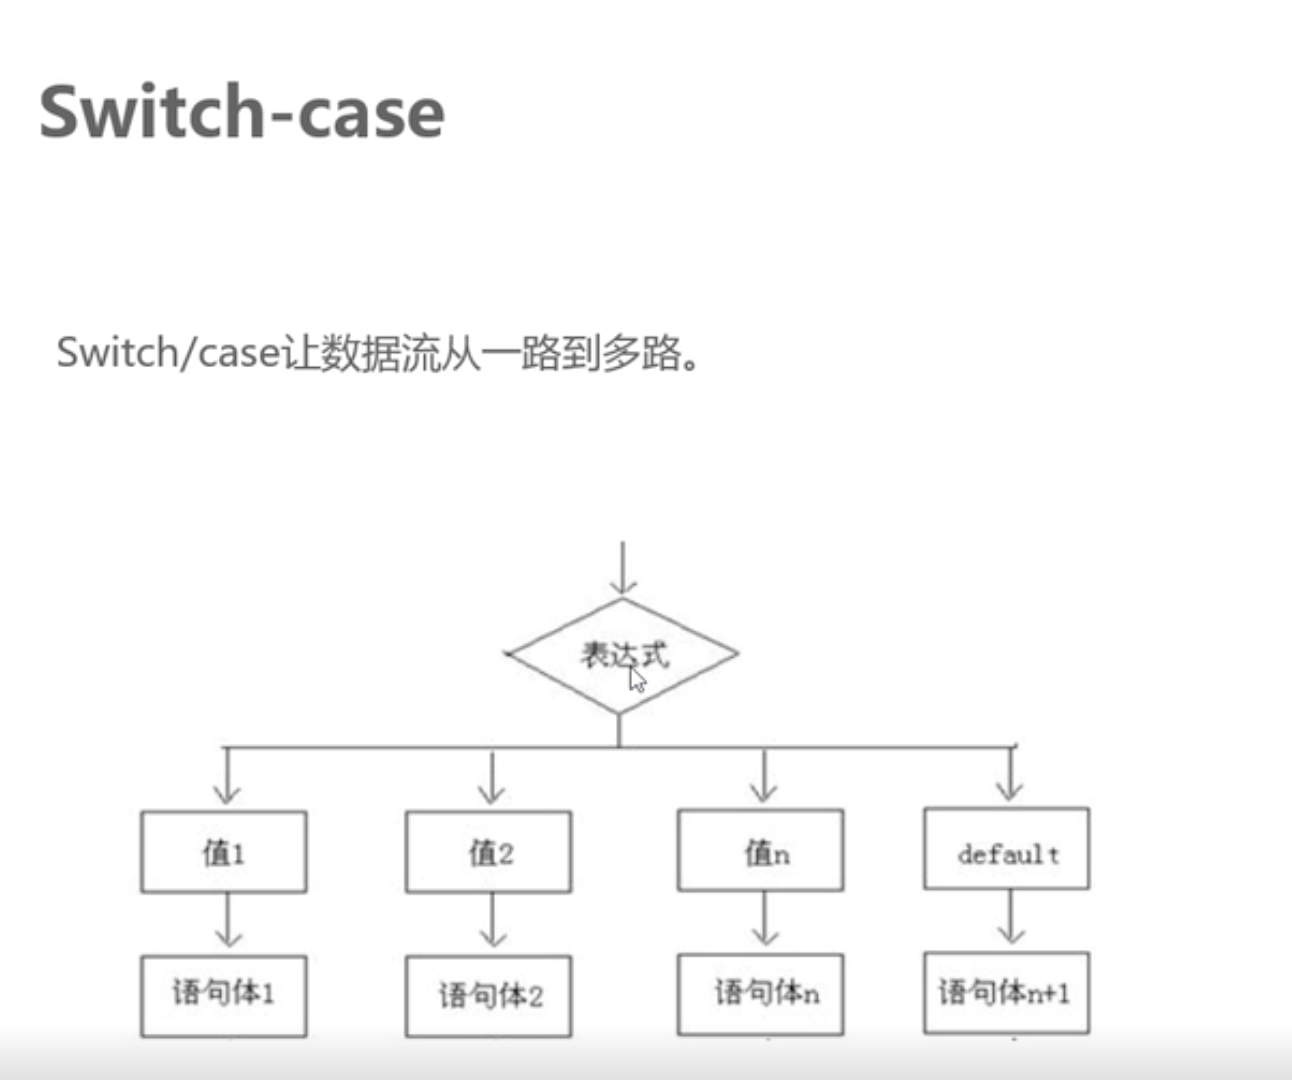 Switch-case
Switch/case让数据流从一路到多路。
表达式
值1
值2
值n
default
语句体1
语句体2
语句体n
语句体n+1